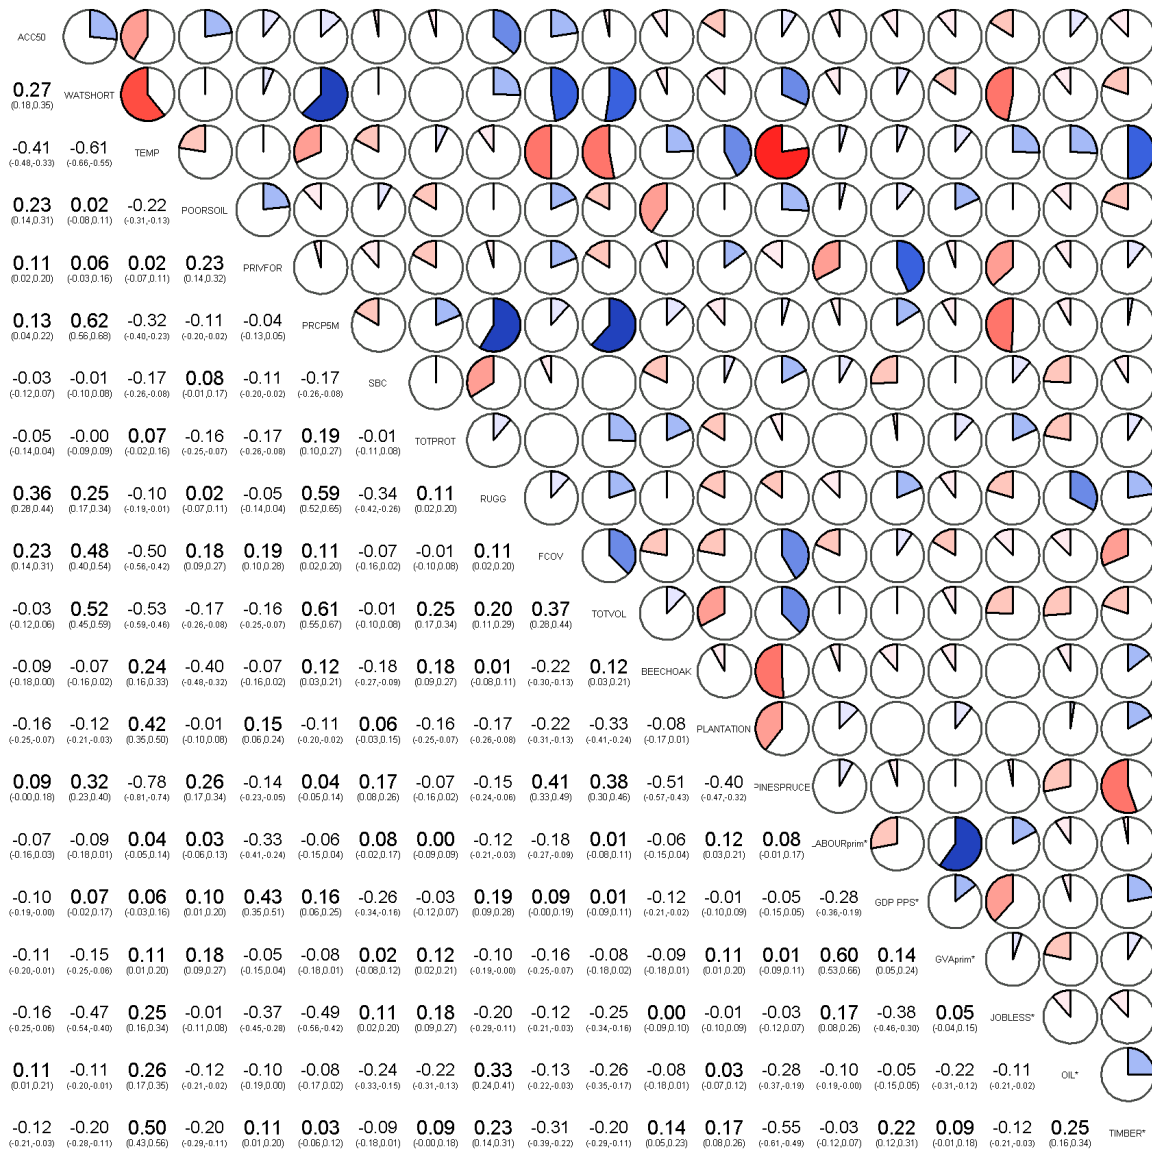 ACC50
0.27 WATSHORT
(0.18,0.35)
-0.41 -0.61 TEMP
(-0.48,-0.33) (-0.66,-0.55)
0.23 0.02 -0.22 POORSOIL
(0.14,0.31) (-0.08,0.11) (-0.31,-0.13)
0.11 0.06 0.02 0.23 PRIVFOR
(0.02,0.20) (-0.03,0.16) (-0.07,0.11) (0.14,0.32)
0.13 0.62 -0.32 -0.11 -0.04 PRCP5M
(0.04,0.22) (0.56,0.68) (-0.40,-0.23) (-0.20,-0.02) (-0.13,0.05)
-0.03 -0.01 -0.17 0.08 -0.11 -0.17 SBC
(-0.12,0.07) (-0.10,0.08) (-0.26,-0.08) (-0.01,0.17) (-0.20,-0.02) (-0.26,-0.08)
-0.05 -0.00 0.07 -0.16 -0.17 0.19 -0.01 TOTPROT
(-0.14,0.04) (-0.09,0.09) (-0.02,0.16) (-0.25,-0.07) (-0.26,-0.08) (0.10,0.27) (-0.11,0.08)
0.36 0.25 -0.10 0.02 -0.05 0.59 -0.34 0.11 RUGG
(0.28,0.44) (0.17,0.34) (-0.19,-0.01) (-0.07,0.11) (-0.14,0.04) (0.52,0.65) (-0.42,-0.26) (0.02,0.20)
0.23 0.48 -0.50 0.18 0.19 0.11 -0.07 -0.01 0.11 FCOV
(0.14,0.31) (0.40,0.54) (-0.56,-0.42) (0.09,0.27) (0.10,0.28) (0.02,0.20) (-0.16,0.02) (-0.10,0.08) (0.02,0.20)
-0.03 0.52 -0.53 -0.17 -0.16 0.61 -0.01 0.25 0.20 0.37 TOTVOL
(-0.12,0.06) (0.45,0.59) (-0.59,-0.46) (-0.26,-0.08) (-0.25,-0.07) (0.55,0.67) (-0.10,0.08) (0.17,0.34) (0.11,0.29) (0.28,0.44)
-0.09 -0.07 0.24 -0.40 -0.07 0.12 -0.18 0.18 0.01 -0.22 0.12 BEECHOAK
(-0.18,0.00) (-0.16,0.02) (0.16,0.33) (-0.48,-0.32) (-0.16,0.02) (0.03,0.21) (-0.27,-0.09) (0.09,0.27) (-0.08,0.11) (-0.30,-0.13) (0.03,0.21)
-0.16 -0.12 0.42 -0.01 0.15 -0.11 0.06 -0.16 -0.17 -0.22 -0.33 -0.08 PLANTATION
(-0.25,-0.07) (-0.21,-0.03) (0.35,0.50) (-0.10,0.08) (0.06,0.24) (-0.20,-0.02) (-0.03,0.15) (-0.25,-0.07) (-0.26,-0.08) (-0.31,-0.13) (-0.41,-0.24) (-0.17,0.01)
0.09 0.32 -0.78 0.26 -0.14 0.04 0.17 -0.07 -0.15 0.41 0.38 -0.51 -0.40 PINESPRUCE
(-0.00,0.18) (0.23,0.40) (-0.81,-0.74) (0.17,0.34) (-0.23,-0.05) (-0.05,0.14) (0.08,0.26) (-0.16,0.02) (-0.24,-0.06) (0.33,0.49) (0.30,0.46) (-0.57,-0.43) (-0.47,-0.32)
-0.07 -0.09 0.04 0.03 -0.33 -0.06 0.08 0.00 -0.12 -0.18 0.01 -0.06 0.12 0.08 LABOURprim*
(-0.16,0.03) (-0.18,0.01) (-0.05,0.14) (-0.06,0.13) (-0.41,-0.24) (-0.15,0.04) (-0.02,0.17) (-0.09,0.09) (-0.21,-0.03) (-0.27,-0.09) (-0.08,0.11) (-0.15,0.04) (0.03,0.21) (-0.01,0.17)
-0.10 0.07 0.06 0.10 0.43 0.16 -0.26 -0.03 0.19 0.09 0.01 -0.12 -0.01 -0.05 -0.28 GDP PPS*
(-0.19,-0.00) (-0.02,0.17) (-0.03,0.16) (0.01,0.20) (0.35,0.51) (0.06,0.25) (-0.34,-0.16) (-0.12,0.07) (0.09,0.28) (-0.00,0.19) (-0.09,0.11) (-0.21,-0.02) (-0.10,0.09) (-0.15,0.05) (-0.36,-0.19)
-0.11 -0.15 0.11 0.18 -0.05 -0.08 0.02 0.12 -0.10 -0.16 -0.08 -0.09 0.11 0.01 0.60 0.14 GVAprim*
(-0.20,-0.01) (-0.25,-0.06) (0.01,0.20) (0.09,0.27) (-0.15,0.04) (-0.18,0.01) (-0.08,0.12) (0.02,0.21) (-0.19,-0.00) (-0.25,-0.07) (-0.18,0.02) (-0.18,0.01) (0.01,0.20) (-0.09,0.11) (0.53,0.66) (0.05,0.24)
-0.16 -0.47 0.25 -0.01 -0.37 -0.49 0.11 0.18 -0.20 -0.12 -0.25 0.00 -0.01 -0.03 0.17 -0.38 0.05 JOBLESS*
(-0.25,-0.06) (-0.54,-0.40) (0.16,0.34) (-0.11,0.08) (-0.45,-0.28) (-0.56,-0.42) (0.02,0.20) (0.09,0.27) (-0.29,-0.11) (-0.21,-0.03) (-0.34,-0.16) (-0.09,0.10) (-0.10,0.09) (-0.12,0.07) (0.08,0.26) (-0.46,-0.30) (-0.04,0.15)
0.11 -0.11 0.26 -0.12 -0.10 -0.08 -0.24 -0.22 0.33 -0.13 -0.26 -0.08 0.03 -0.28 -0.10 -0.05 -0.22 -0.11 OIL*
(0.01,0.21) (-0.20,-0.01) (0.17,0.35) (-0.21,-0.02) (-0.19,0.00) (-0.17,0.02) (-0.33,-0.15) (-0.31,-0.13) (0.24,0.41) (-0.22,-0.03) (-0.35,-0.17) (-0.18,0.01) (-0.07,0.12) (-0.37,-0.19) (-0.19,-0.00) (-0.15,0.05) (-0.31,-0.12) (-0.21,-0.02)
-0.12 -0.20 0.50 -0.20 0.11 0.03 -0.09 0.09 0.23 -0.31 -0.20 0.14 0.17 -0.55 -0.03 0.22 0.09 -0.12 0.25 TIMBER*
(-0.21,-0.03) (-0.28,-0.11) (0.43,0.56) (-0.29,-0.11) (0.01,0.20) (-0.06,0.12) (-0.18,0.01) (-0.00,0.18) (0.14,0.31) (-0.39,-0.22) (-0.29,-0.11) (0.05,0.23) (0.08,0.26) (-0.61,-0.49) (-0.12,0.07) (0.12,0.31) (-0.01,0.18) (-0.21,-0.03) (0.16,0.34)